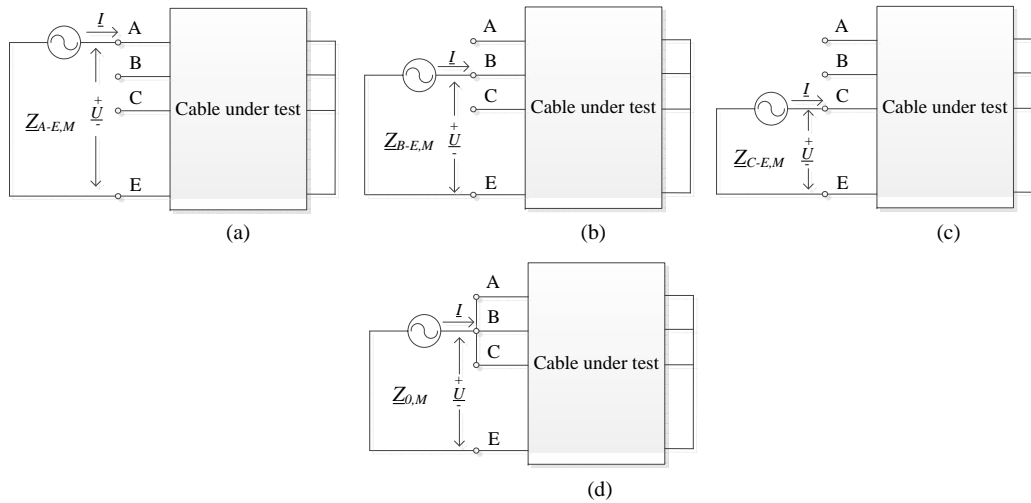 I
A
B
C
Z_A-E,M
+
U
-
E
Cable under test
(a)
A
I
B
C
Z_B-E,M
+
U
-
E
Cable under test
(b)
A
B
I
C
Z_C-E,M
+
U
-
E
Cable under test
(c)
A
I
B
C
Z_0,M
+
U
-
E
Cable under test
(d)